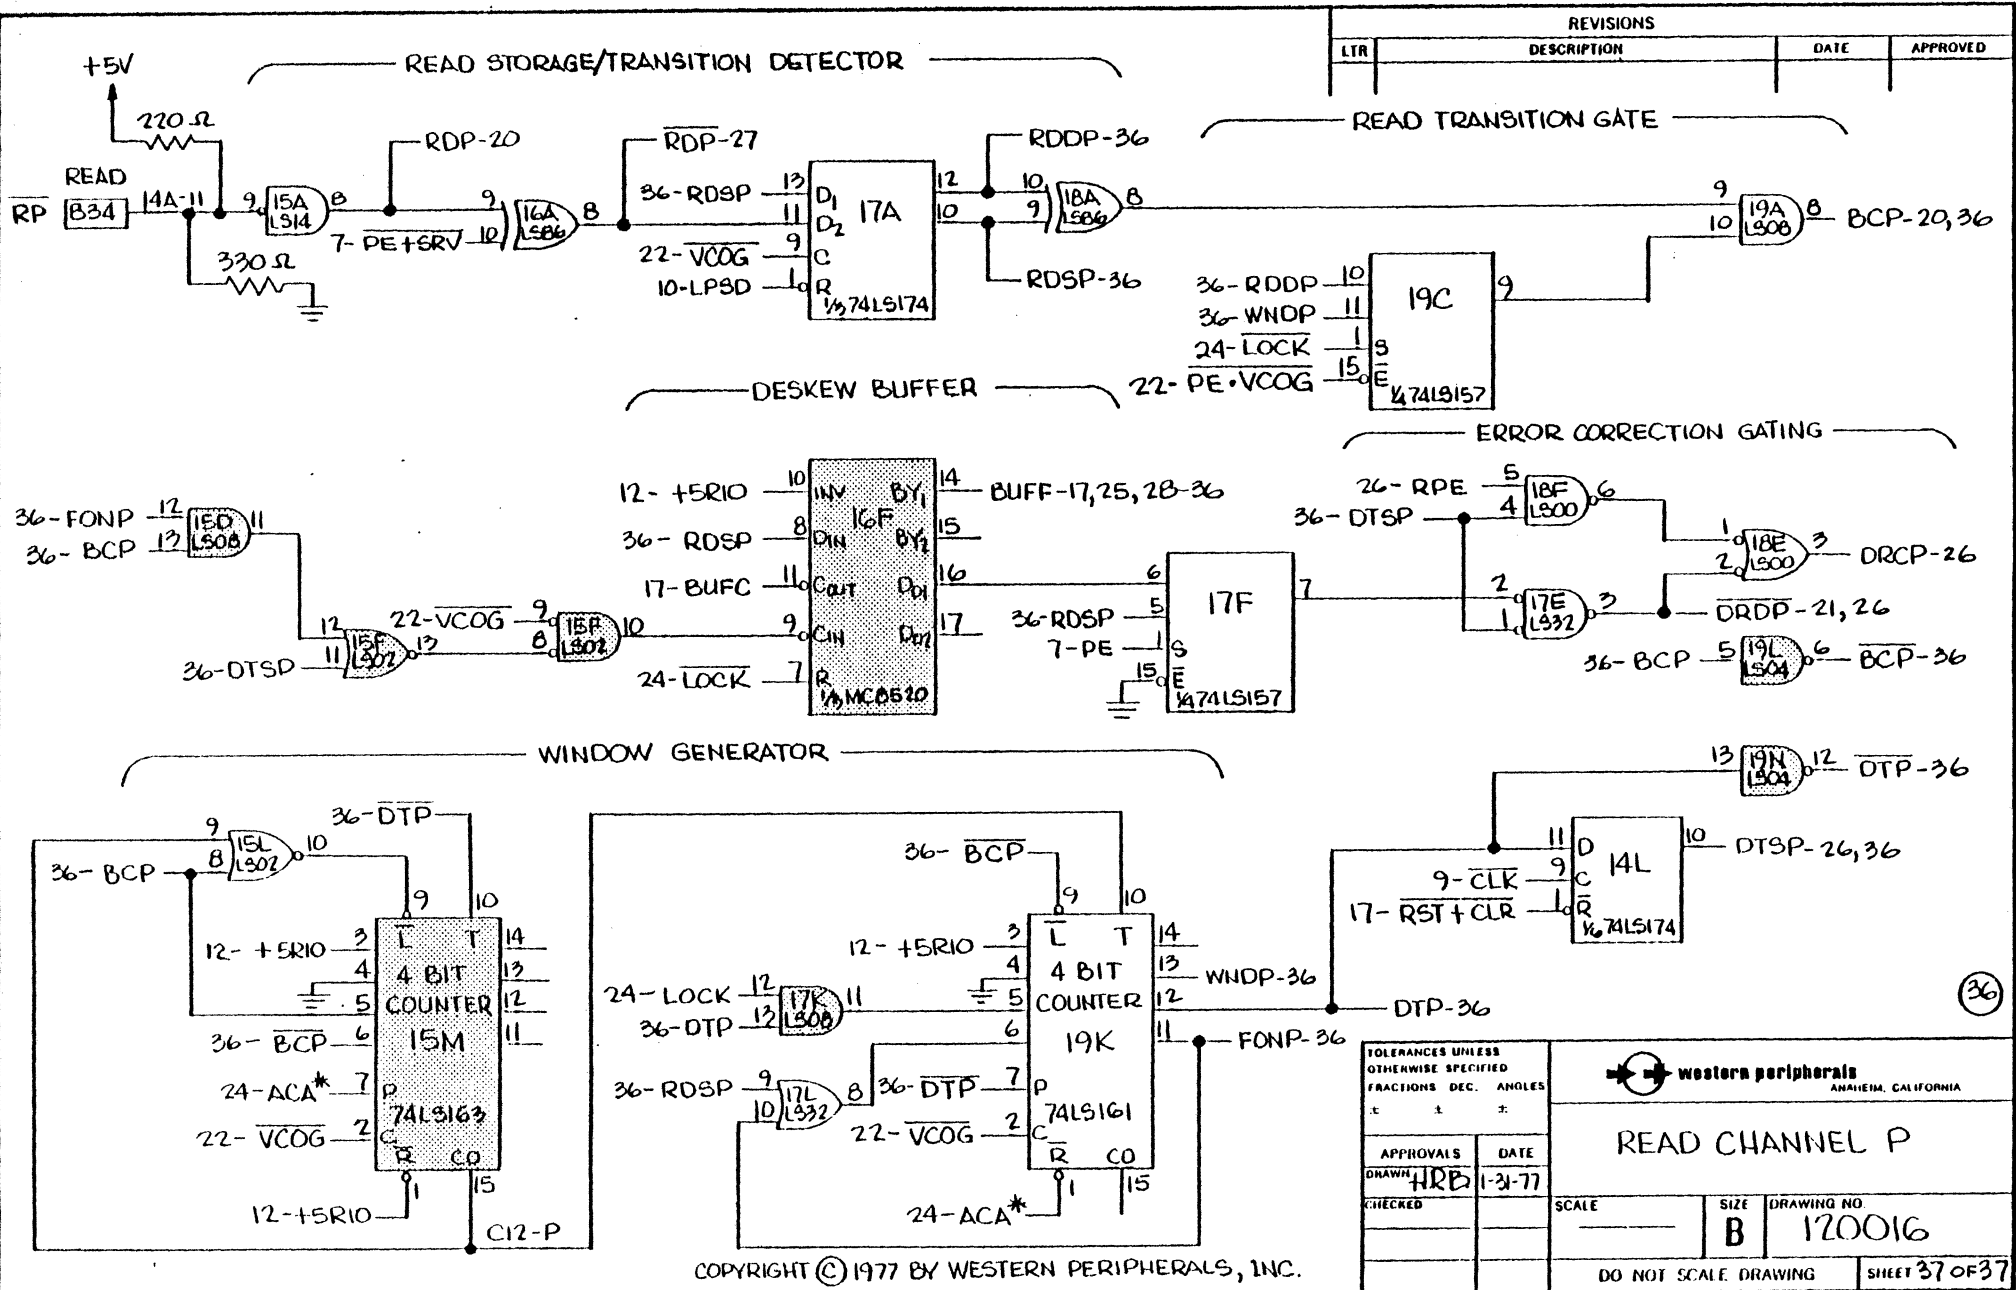 REVISIONS
LTR DESCRIPTION DATE APPROVED
READ STORAGE/TRANSITION DETECTOR
READ TRANSITION GATE
+5V
220 Ω
READ
RP B34 14A-11
330 Ω
9 15A LS14 8
RDP-20
9
7-PE+SRV 10
16A LS86 8
RDP-27
36-RDSP 13 D1
11 D2
22-VCOG 9 C
10-LPSD 1 R
17A
1/3 74LS174
12
10
RDDP-36
RDSP-36
10
9
18A LS86 8
9
10
19A LS08 8
BCP-20,36
36-RDDP 10
36-WNDP 11
24-LOCK 1 S
22-PE•VCOG 15 E
19C
1/4 74LS157
9
DESKEW BUFFER
ERROR CORRECTION GATING
36-FONP 12
36-BCP 13
15D LS08 11
12
36-DTSP 11
15F LS02 13
22-VCOG 9
8
15F LS02 10
12-+5RIO 10 INV
36-RDSP 8 DIN
17-BUFC 11 COUT
9 CIN
24-LOCK 7 R
16F
1/3 MC8520
BY1 14 BUFF-17,25,28-36
BY2 15
DO1 16
DO2 17
6
36-RDSP 5
7-PE 1 S
15 E
17F
1/4 74LS157
7
26-RPE 5
36-DTSP 4
18F LS00 6
1
2
18E LS00 3
DRCP-26
2
1
17E LS32 3
DRDP-21,26
36-BCP 5 19L LS04 6 BCP-36
WINDOW GENERATOR
13 19N LS04 12 DTP-36
9
36-BCP 8
15L LS02 10
36-DTP
9 10
L T
12-+5RIO 3
4
5
36-BCP 6
24-ACA* 7 P
22-VCOG 2 C
4 BIT
COUNTER
15M
74LS163
R CO
14
13
12
11
1 15
12-+5RIO
C12-P
36-BCP
9 10
L T
12-+5RIO 3
4
5
6
24-LOCK 12
36-DTP 13
17K LS08 11
36-RDSP 9
10
17L LS32 8
36-DTP 7 P
22-VCOG 2 C
4 BIT
COUNTER
19K
74LS161
R CO
14
13 WNDP-36
12 DTP-36
11 FONP-36
1 15
24-ACA*
11 D
9-CLK 9 C
17-RST+CLR 1 R
14L
1/6 74LS174
10 DTSP-26,36
36
TOLERANCES UNLESS
OTHERWISE SPECIFIED
FRACTIONS DEC. ANGLES
± ± ±
western peripherals
ANAHEIM, CALIFORNIA
READ CHANNEL P
APPROVALS DATE
DRAWN HRB 1-31-77
CHECKED
SCALE
SIZE B
DRAWING NO. 120016
DO NOT SCALE DRAWING
SHEET 37 OF 37
COPYRIGHT © 1977 BY WESTERN PERIPHERALS, INC.